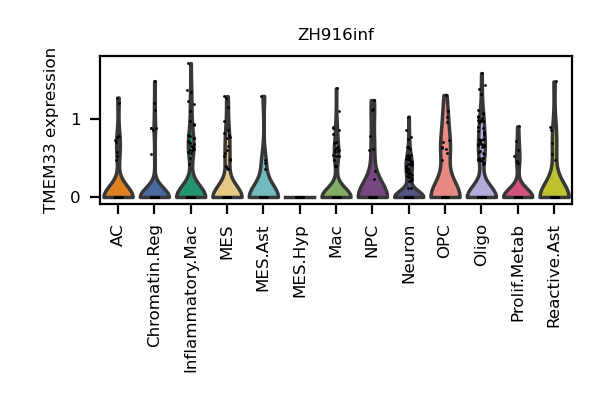 ZH916inf
TMEM33 expression
1
0
AC
Chromatin.Reg
Inflammatory.Mac
MES
MES.Ast
MES.Hyp
Mac
NPC
Neuron
OPC
Oligo
Prolif.Metab
Reactive.Ast